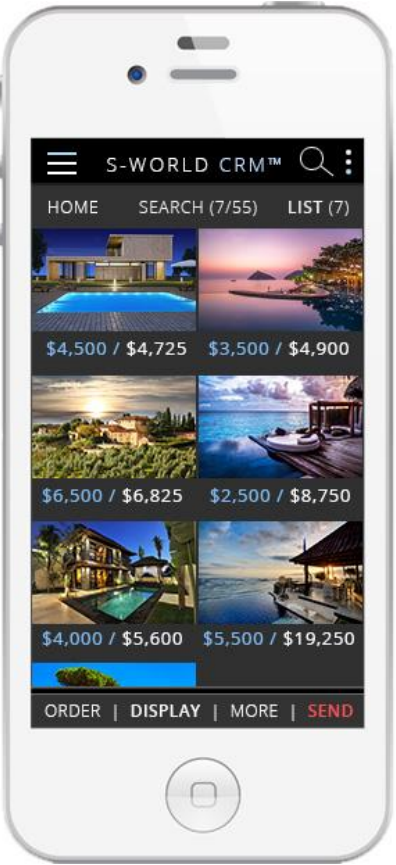 S-WORLD CRM™
HOME SEARCH (7/55) LIST (7)
$4,500 / $4,725 $3,500 / $4,900
$6,500 / $6,825 $2,500 / $8,750
$4,000 / $5,600 $5,500 / $19,250
ORDER | DISPLAY | MORE | SEND